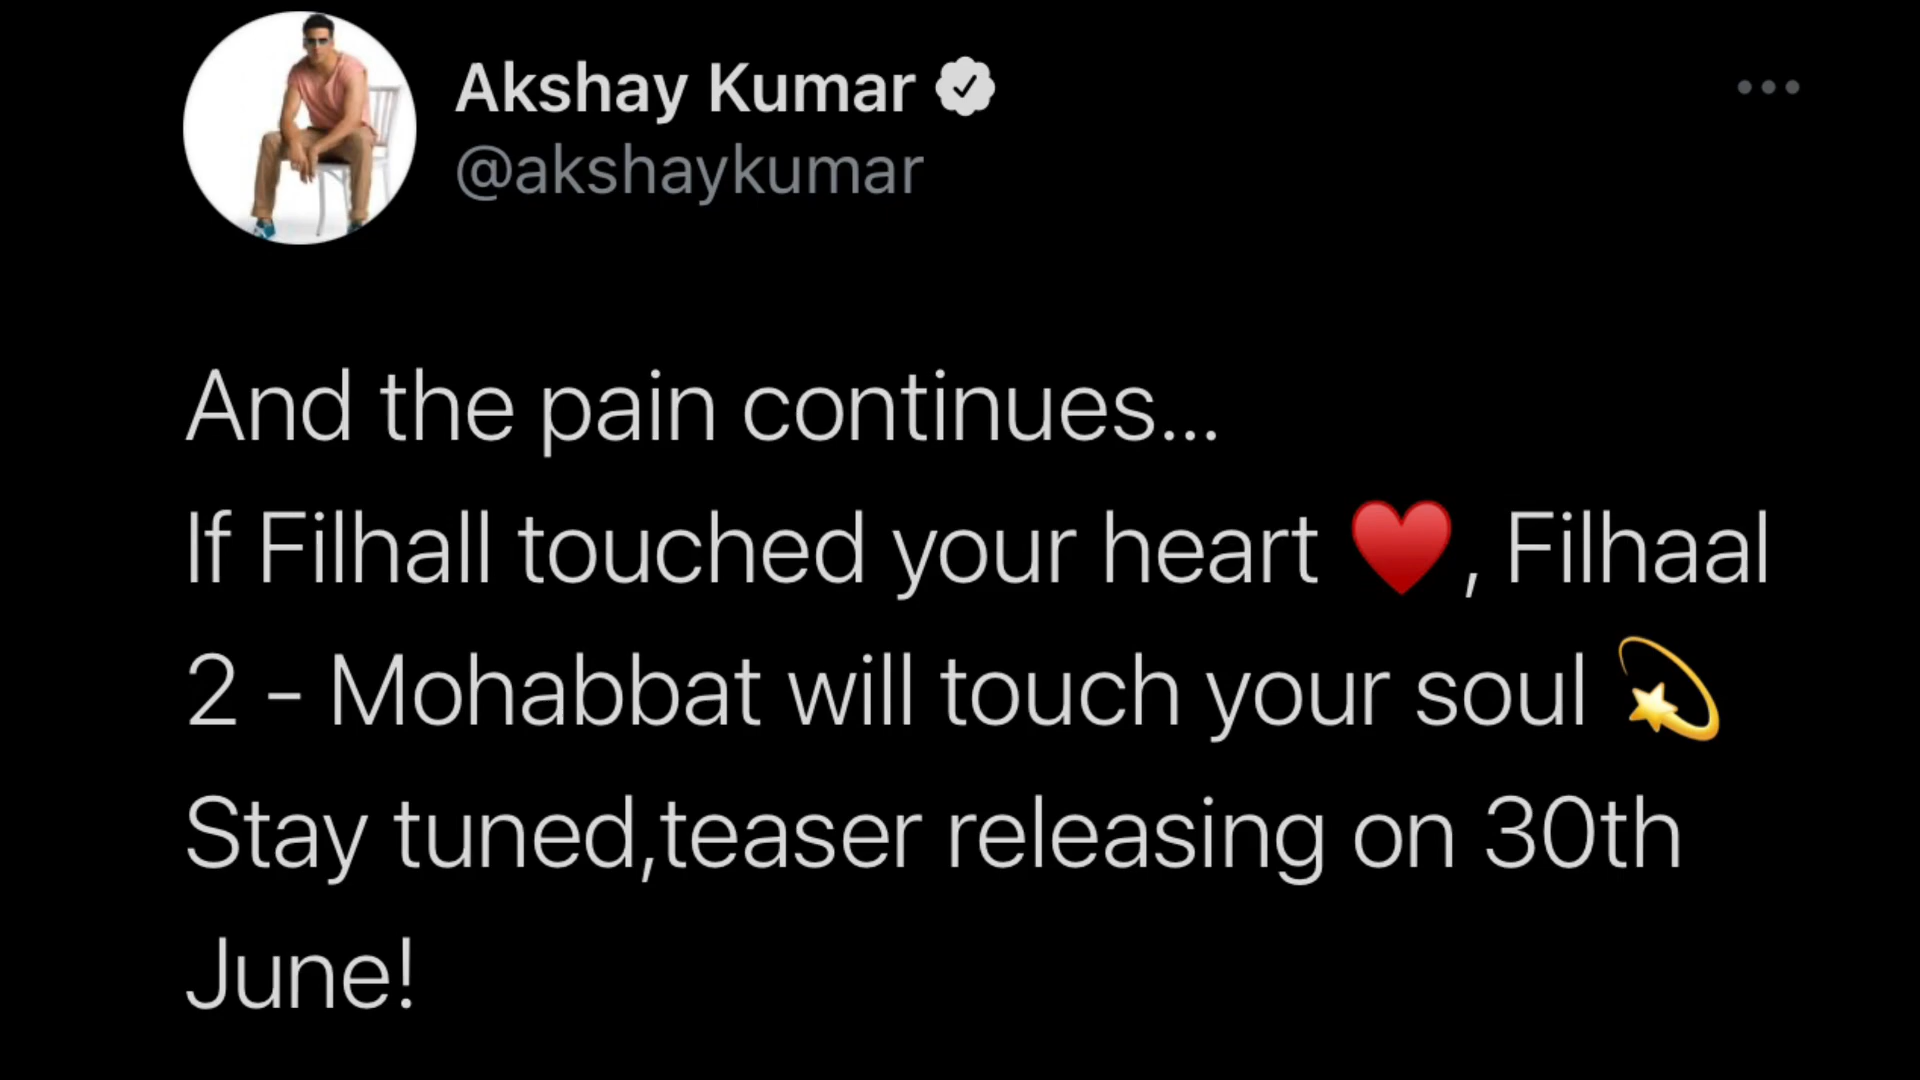 Akshay Kumar
@akshaykumar
And the pain continues...
If Filhall touched your heart ♥️, Filhaal
2 - Mohabbat will touch your soul 💫
Stay tuned,teaser releasing on 30th
June!